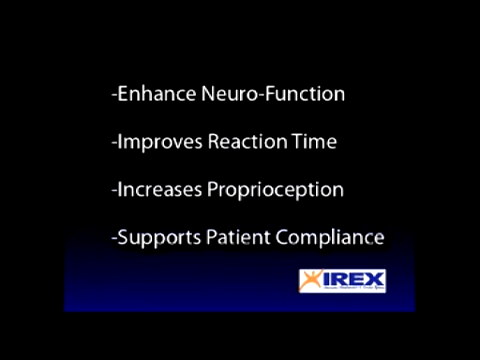 -Enhance Neuro-Function
-Improves Reaction Time
-Increases Proprioception
-Supports Patient Compliance
IREX